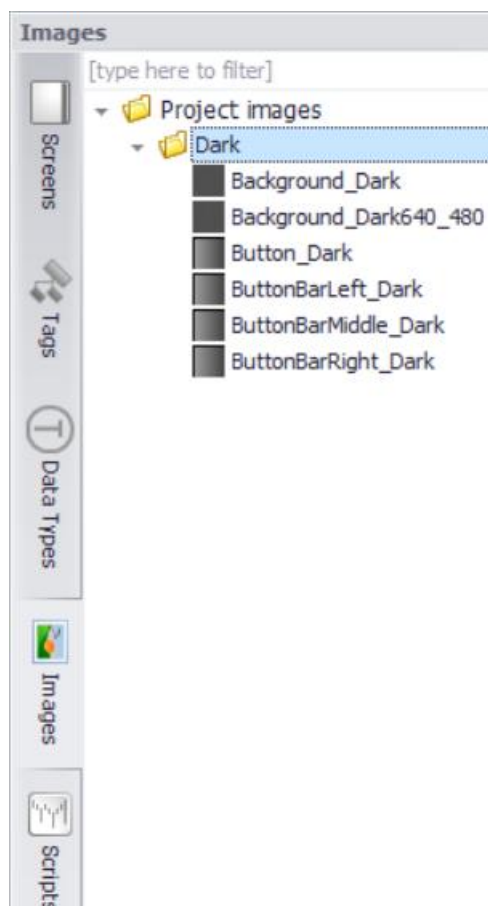 Images
[type here to filter]
Project images
Dark
Background_Dark
Background_Dark640_480
Button_Dark
ButtonBarLeft_Dark
ButtonBarMiddle_Dark
ButtonBarRight_Dark
Screens
Tags
T
Data Types
Images
Scripts